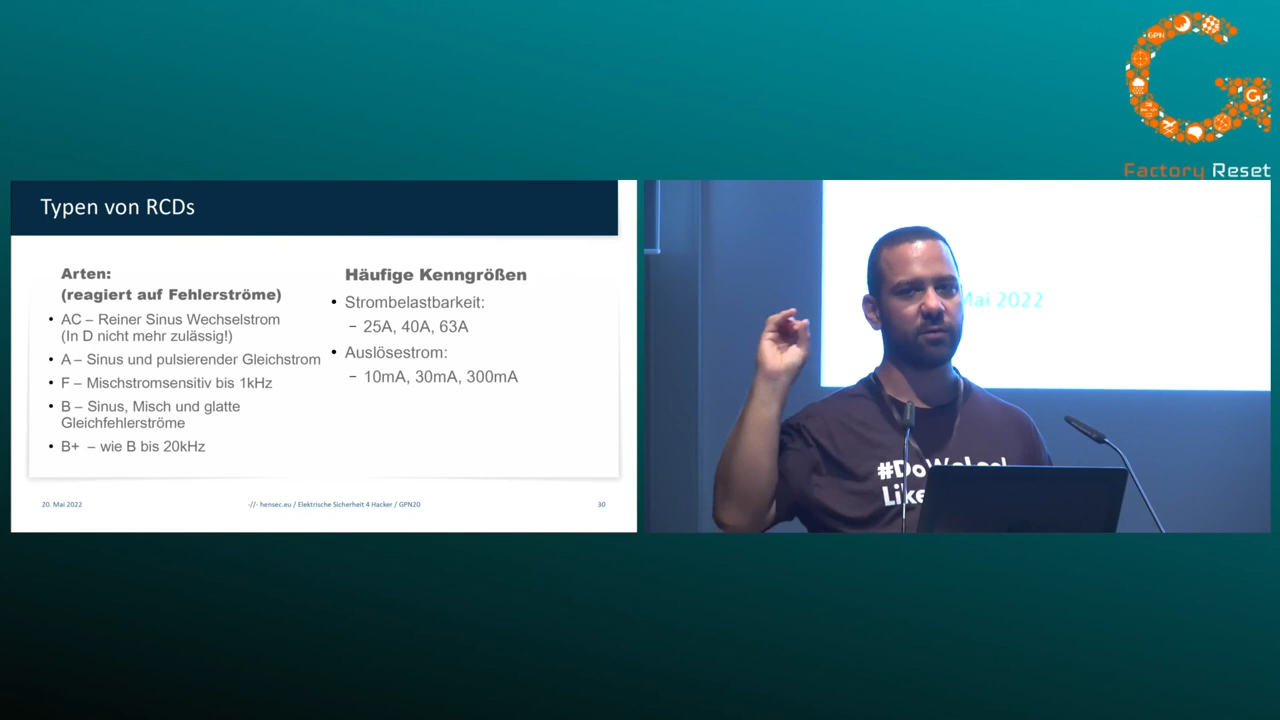 Factory Reset
Typen von RCDs
Arten:
(reagiert auf Fehlerströme)
• AC – Reiner Sinus Wechselstrom
(In D nicht mehr zulässig!)
• A – Sinus und pulsierender Gleichstrom
• F – Mischstromsensitiv bis 1kHz
• B – Sinus, Misch und glatte
Gleichfehlerströme
• B+ – wie B bis 20kHz
Häufige Kenngrößen
• Strombelastbarkeit:
– 25A, 40A, 63A
• Auslösestrom:
– 10mA, 30mA, 300mA
20. Mai 2022
-//- hensec.eu / Elektrische Sicherheit 4 Hacker / GPN20
30
Mai 2022
Like
GPN